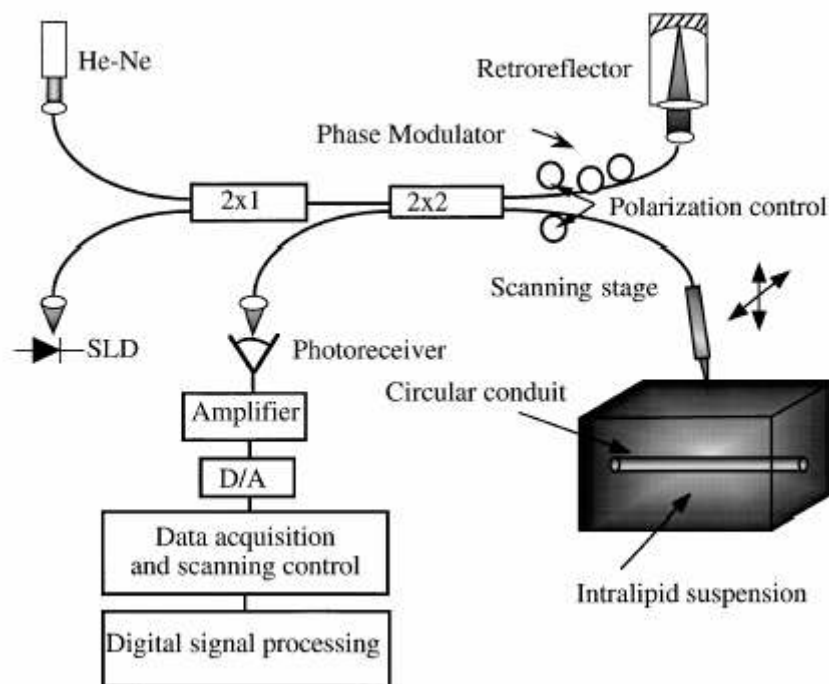 He-Ne
Retroreflector
Phase Modulator
2x1
2x2
Polarization control
Scanning stage
SLD
Photoreceiver
Circular conduit
Amplifier
D/A
Data acquisition
and scanning control
Intralipid suspension
Digital signal processing